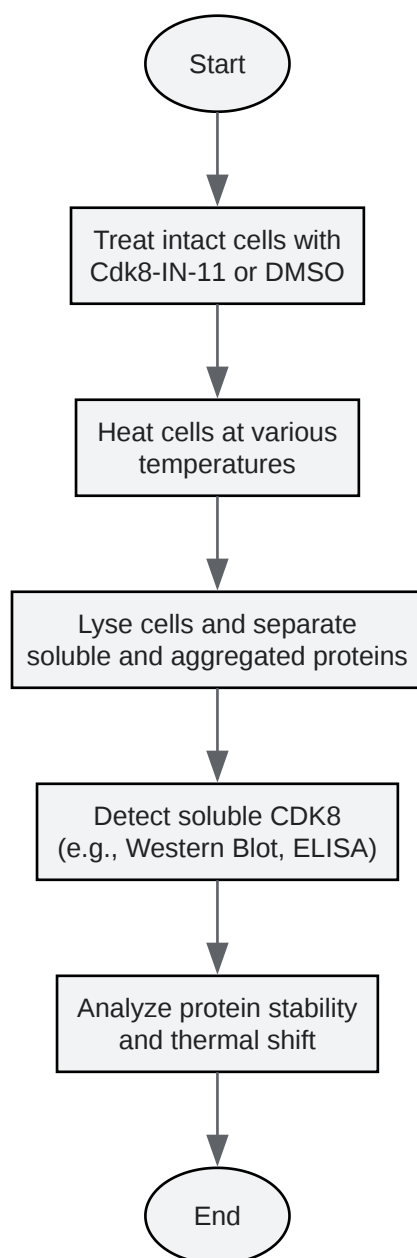 Start
Treat intact cells with
Cdk8-IN-11 or DMSO
Heat cells at various
temperatures
Lyse cells and separate
soluble and aggregated proteins
Detect soluble CDK8
(e.g., Western Blot, ELISA)
Analyze protein stability
and thermal shift
End